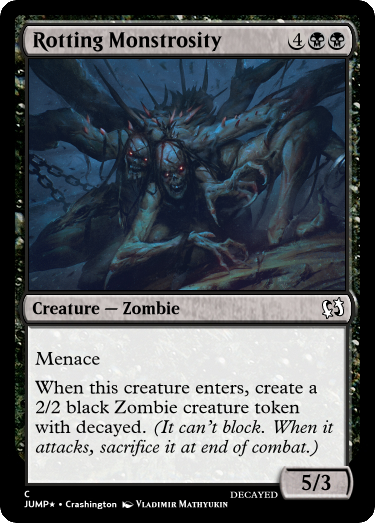 Rotting Monstrosity 4
Creature — Zombie
Menace
When this creature enters, create a
2/2 black Zombie creature token
with decayed. (It can't block. When it
attacks, sacrifice it at end of combat.)
5/3
C DECAYED
JUMP★ • Crashington Vladimir Mathyukin